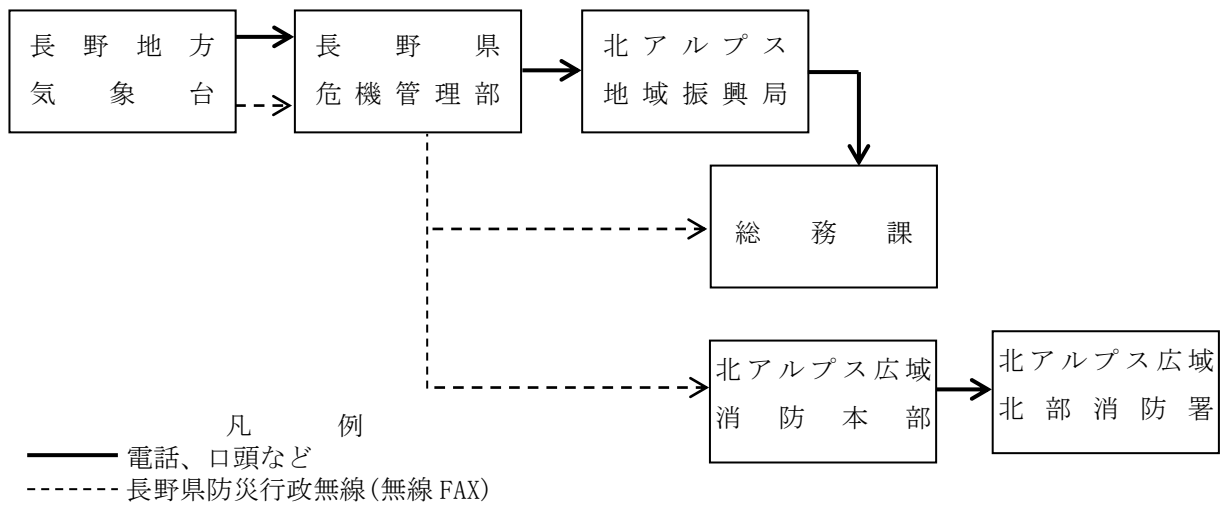 長野地方
気象台
長野県
危機管理部
北アルプス
地域振興局
総務課
北アルプス広域
消防本部
北アルプス広域
北部消防署
凡例
電話、口頭など
長野県防災行政無線(無線FAX)